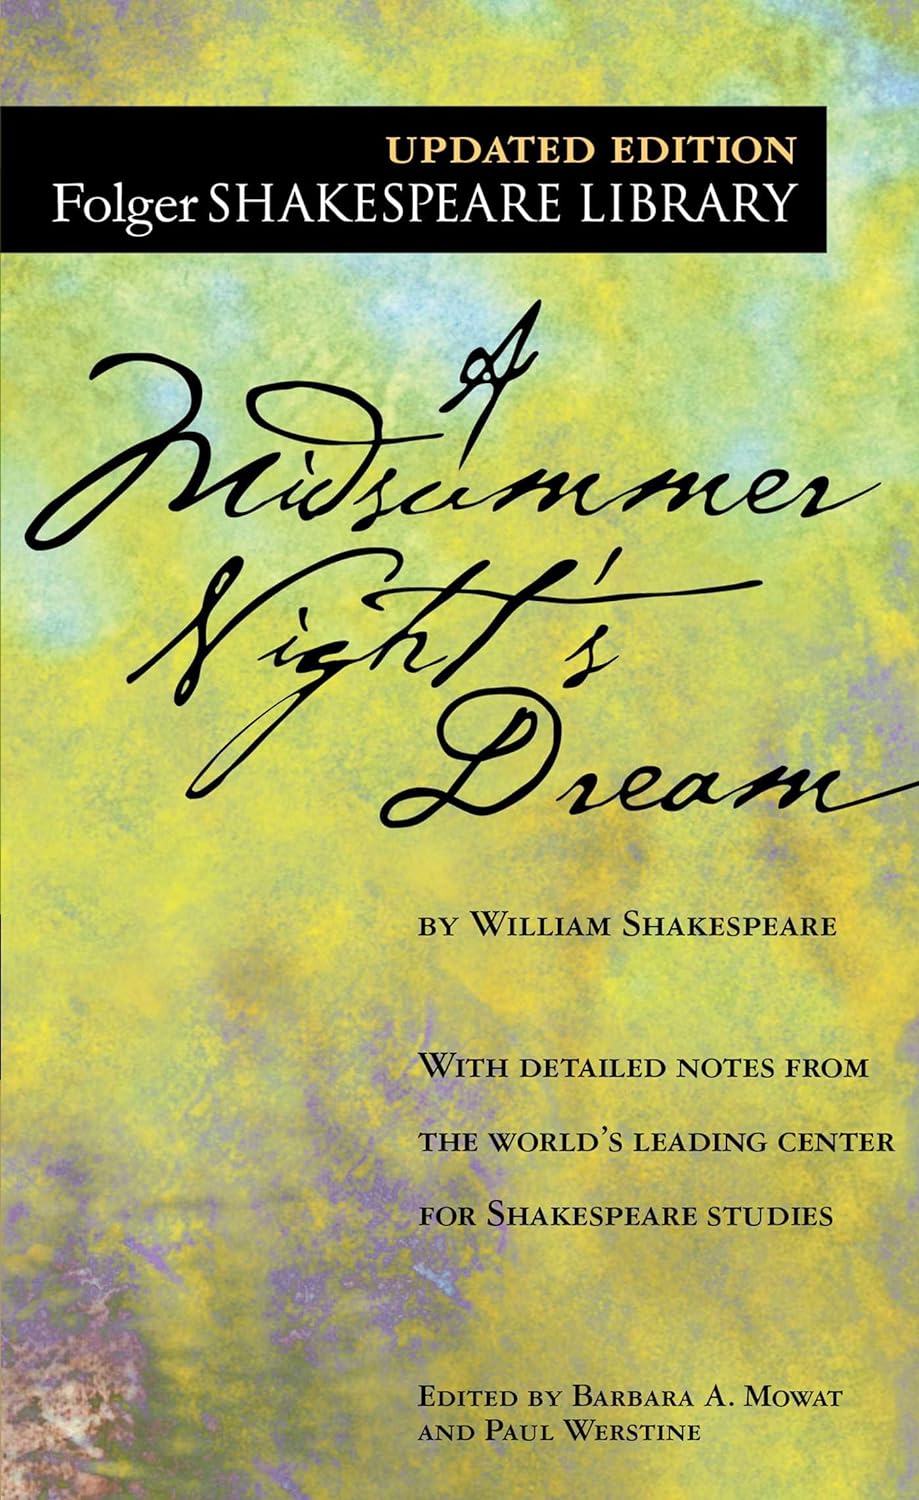 UPDATED EDITION
Folger SHAKESPEARE LIBRARY
A
Midsummer
Night's
Dream
BY WILLIAM SHAKESPEARE
WITH DETAILED NOTES FROM
THE WORLD'S LEADING CENTER
FOR SHAKESPEARE STUDIES
EDITED BY BARBARA A. MOWAT
AND PAUL WERSTINE